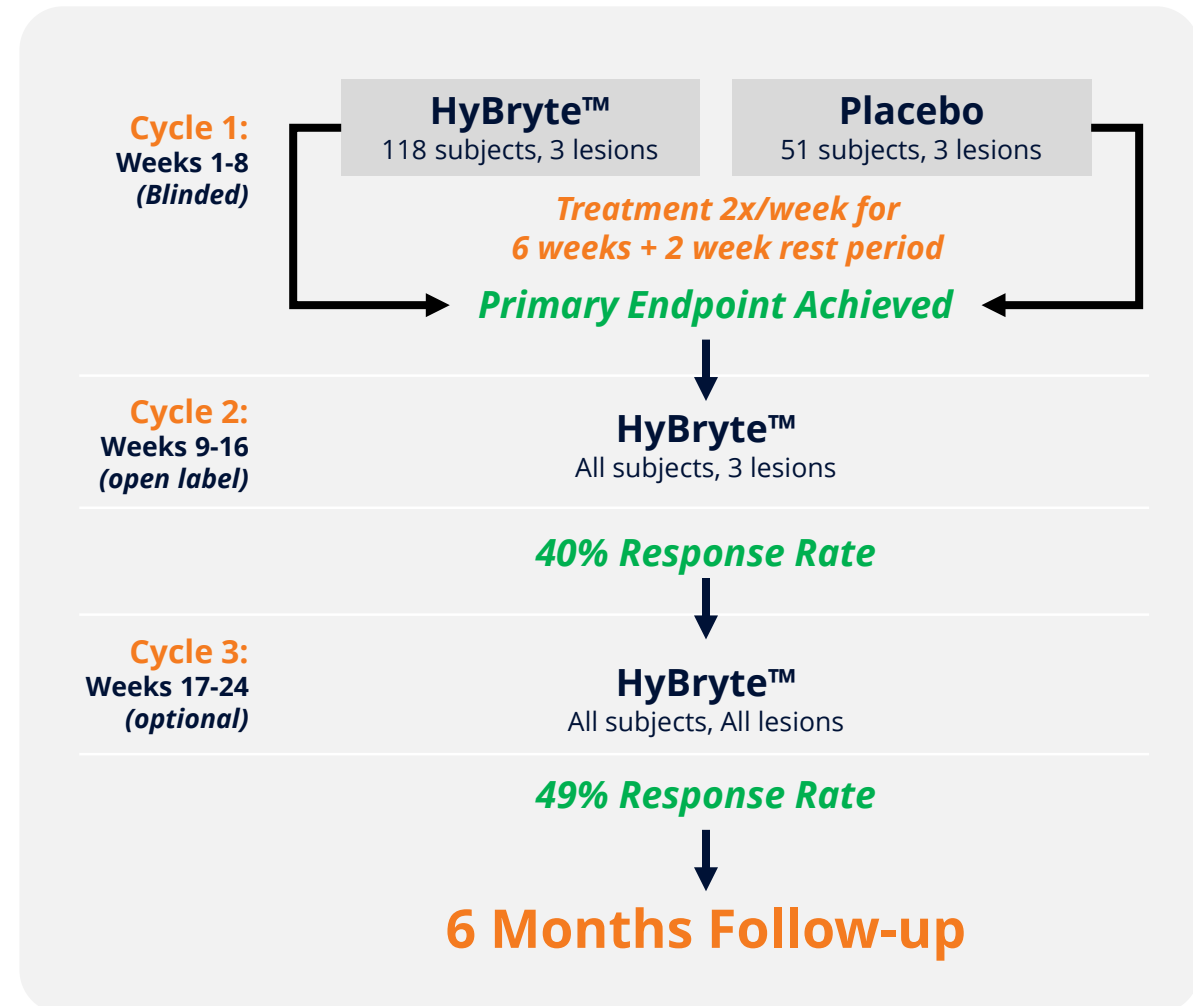 Cycle 1:
Weeks 1-8
(Blinded)
HyBryte™
118 subjects, 3 lesions
Placebo
51 subjects, 3 lesions
Treatment 2x/week for
6 weeks + 2 week rest period
Primary Endpoint Achieved
Cycle 2:
Weeks 9-16
(open label)
HyBryte™
All subjects, 3 lesions
40% Response Rate
Cycle 3:
Weeks 17-24
(optional)
HyBryte™
All subjects, All lesions
49% Response Rate
6 Months Follow-up